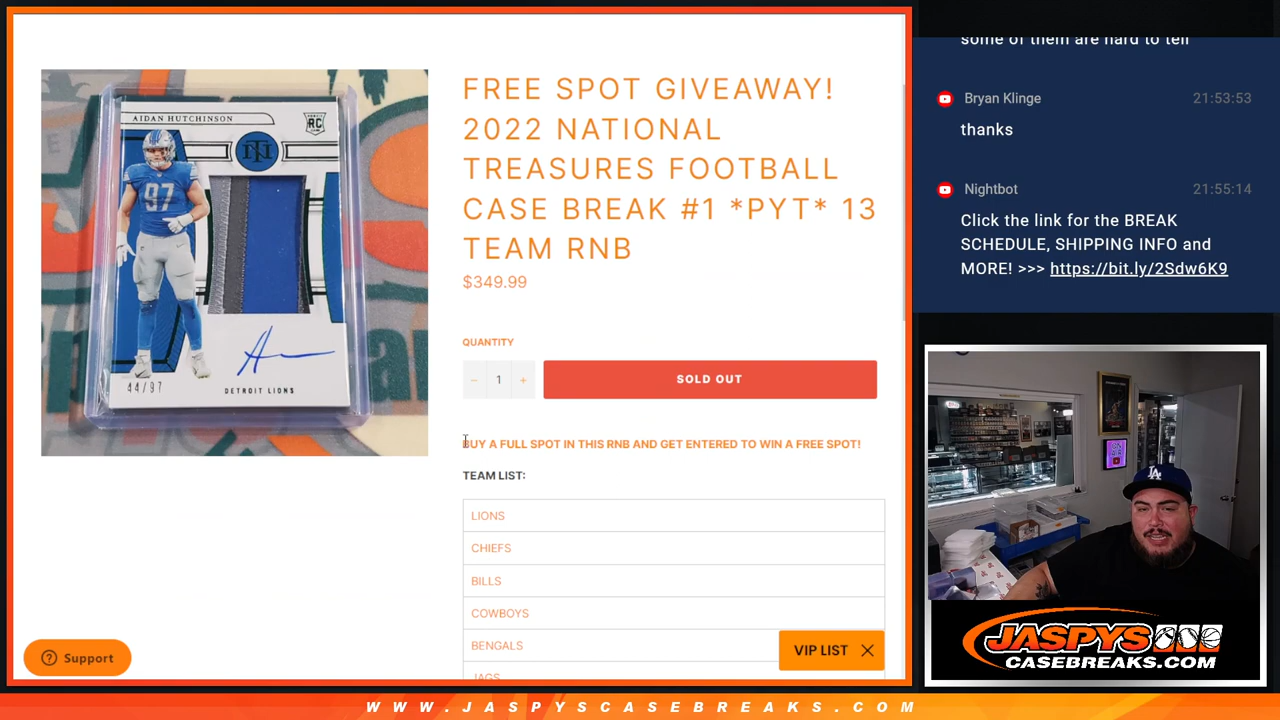 AIDAN HUTCHINSON
RC
97
44/97
DETROIT LIONS
FREE SPOT GIVEAWAY!
2022 NATIONAL
TREASURES FOOTBALL
CASE BREAK #1 *PYT* 13
TEAM RNB
$349.99
QUANTITY
− 1 +
SOLD OUT
BUY A FULL SPOT IN THIS RNB AND GET ENTERED TO WIN A FREE SPOT!
TEAM LIST:
LIONS
CHIEFS
BILLS
COWBOYS
BENGALS
JAGS
Support
VIP LIST
some of them are hard to tell
Bryan Klinge 21:53:53
thanks
Nightbot 21:55:14
Click the link for the BREAK
SCHEDULE, SHIPPING INFO and
MORE! >>> https://bit.ly/2Sdw6K9
LA
JASPYS
CASEBREAKS.COM
WWW.JASPYSCASEBREAKS.COM